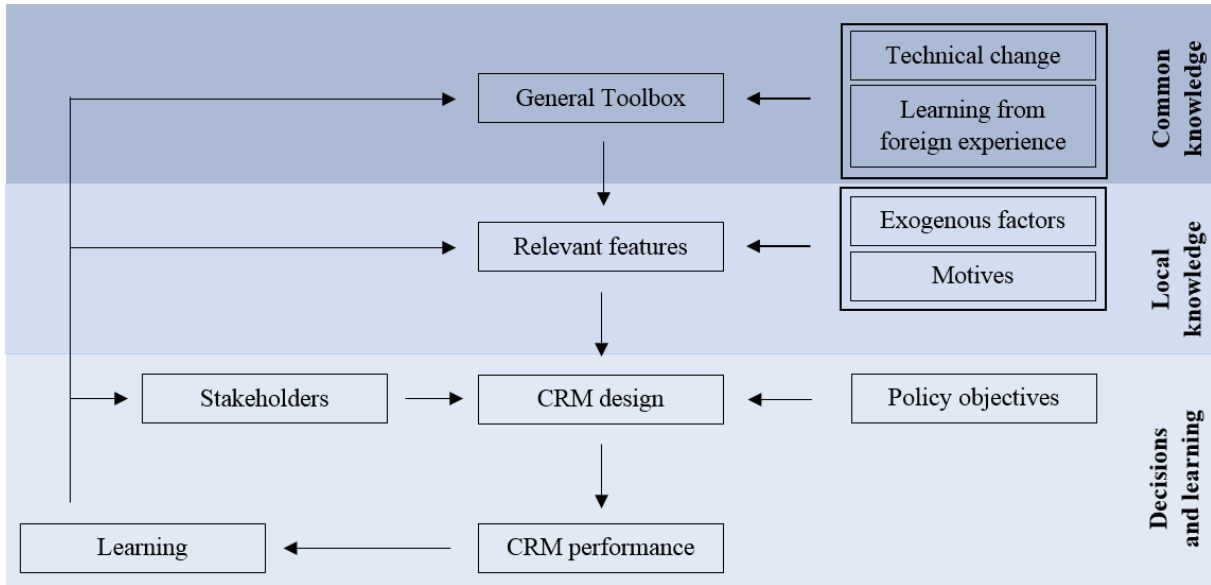 Technical change
General Toolbox
Learning from
foreign experience
Common
knowledge
Exogenous factors
Relevant features
Motives
Local
knowledge
Stakeholders
CRM design
Policy objectives
Learning
CRM performance
Decisions
and learning